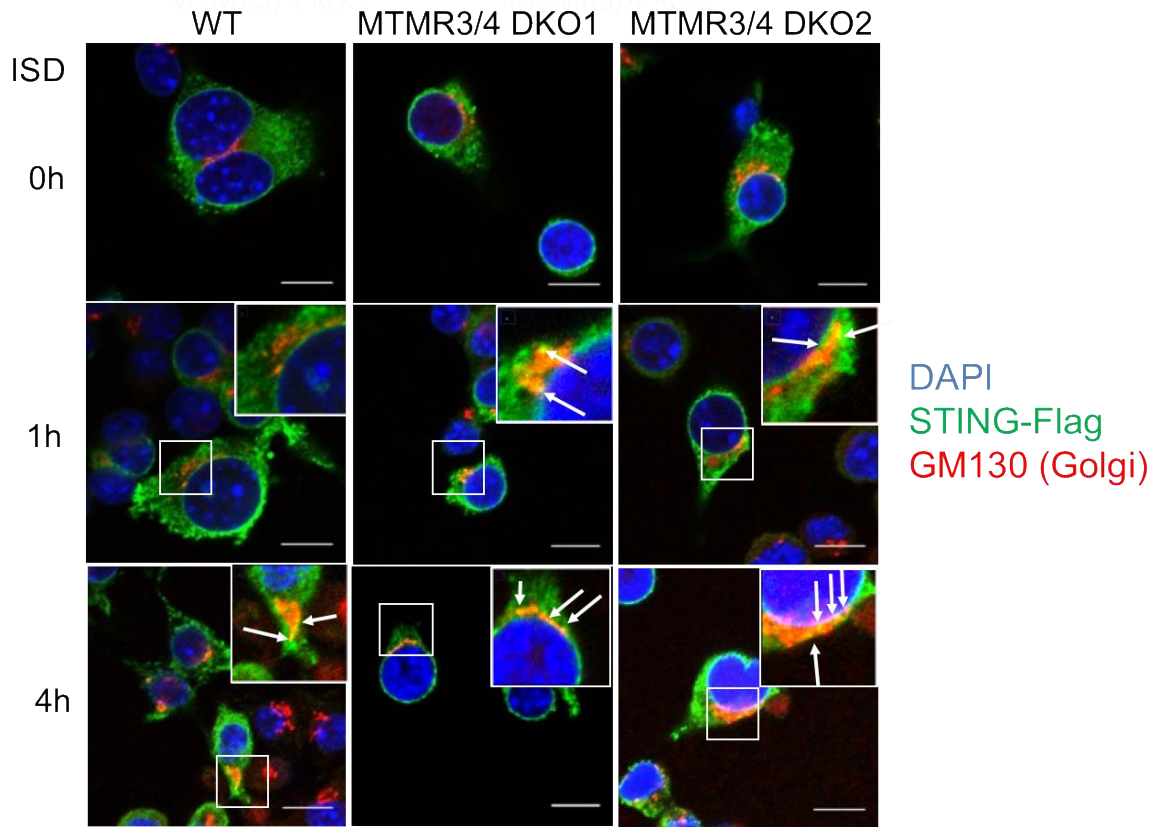 WT MTMR3/4 DKO1 MTMR3/4 DKO2
ISD
0h
1h
DAPI
STING-Flag
GM130 (Golgi)
4h